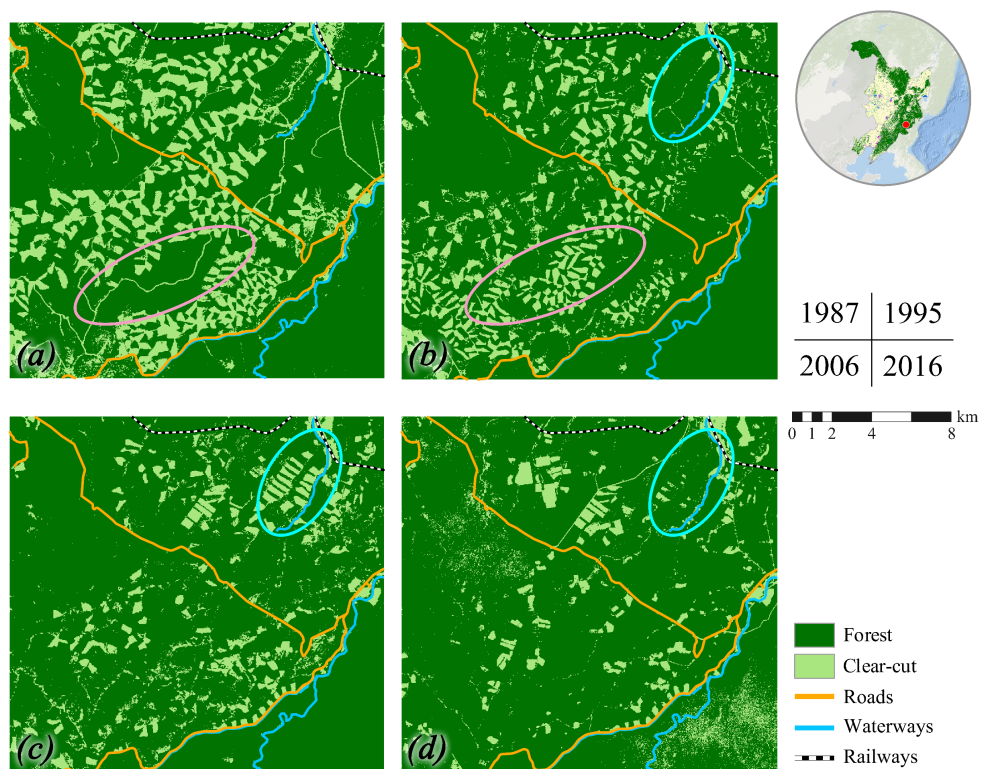 (a)
(b)
1987 1995
2006 2016
km
0 1 2 4 8
(c)
(d)
Forest
Clear-cut
Roads
Waterways
Railways